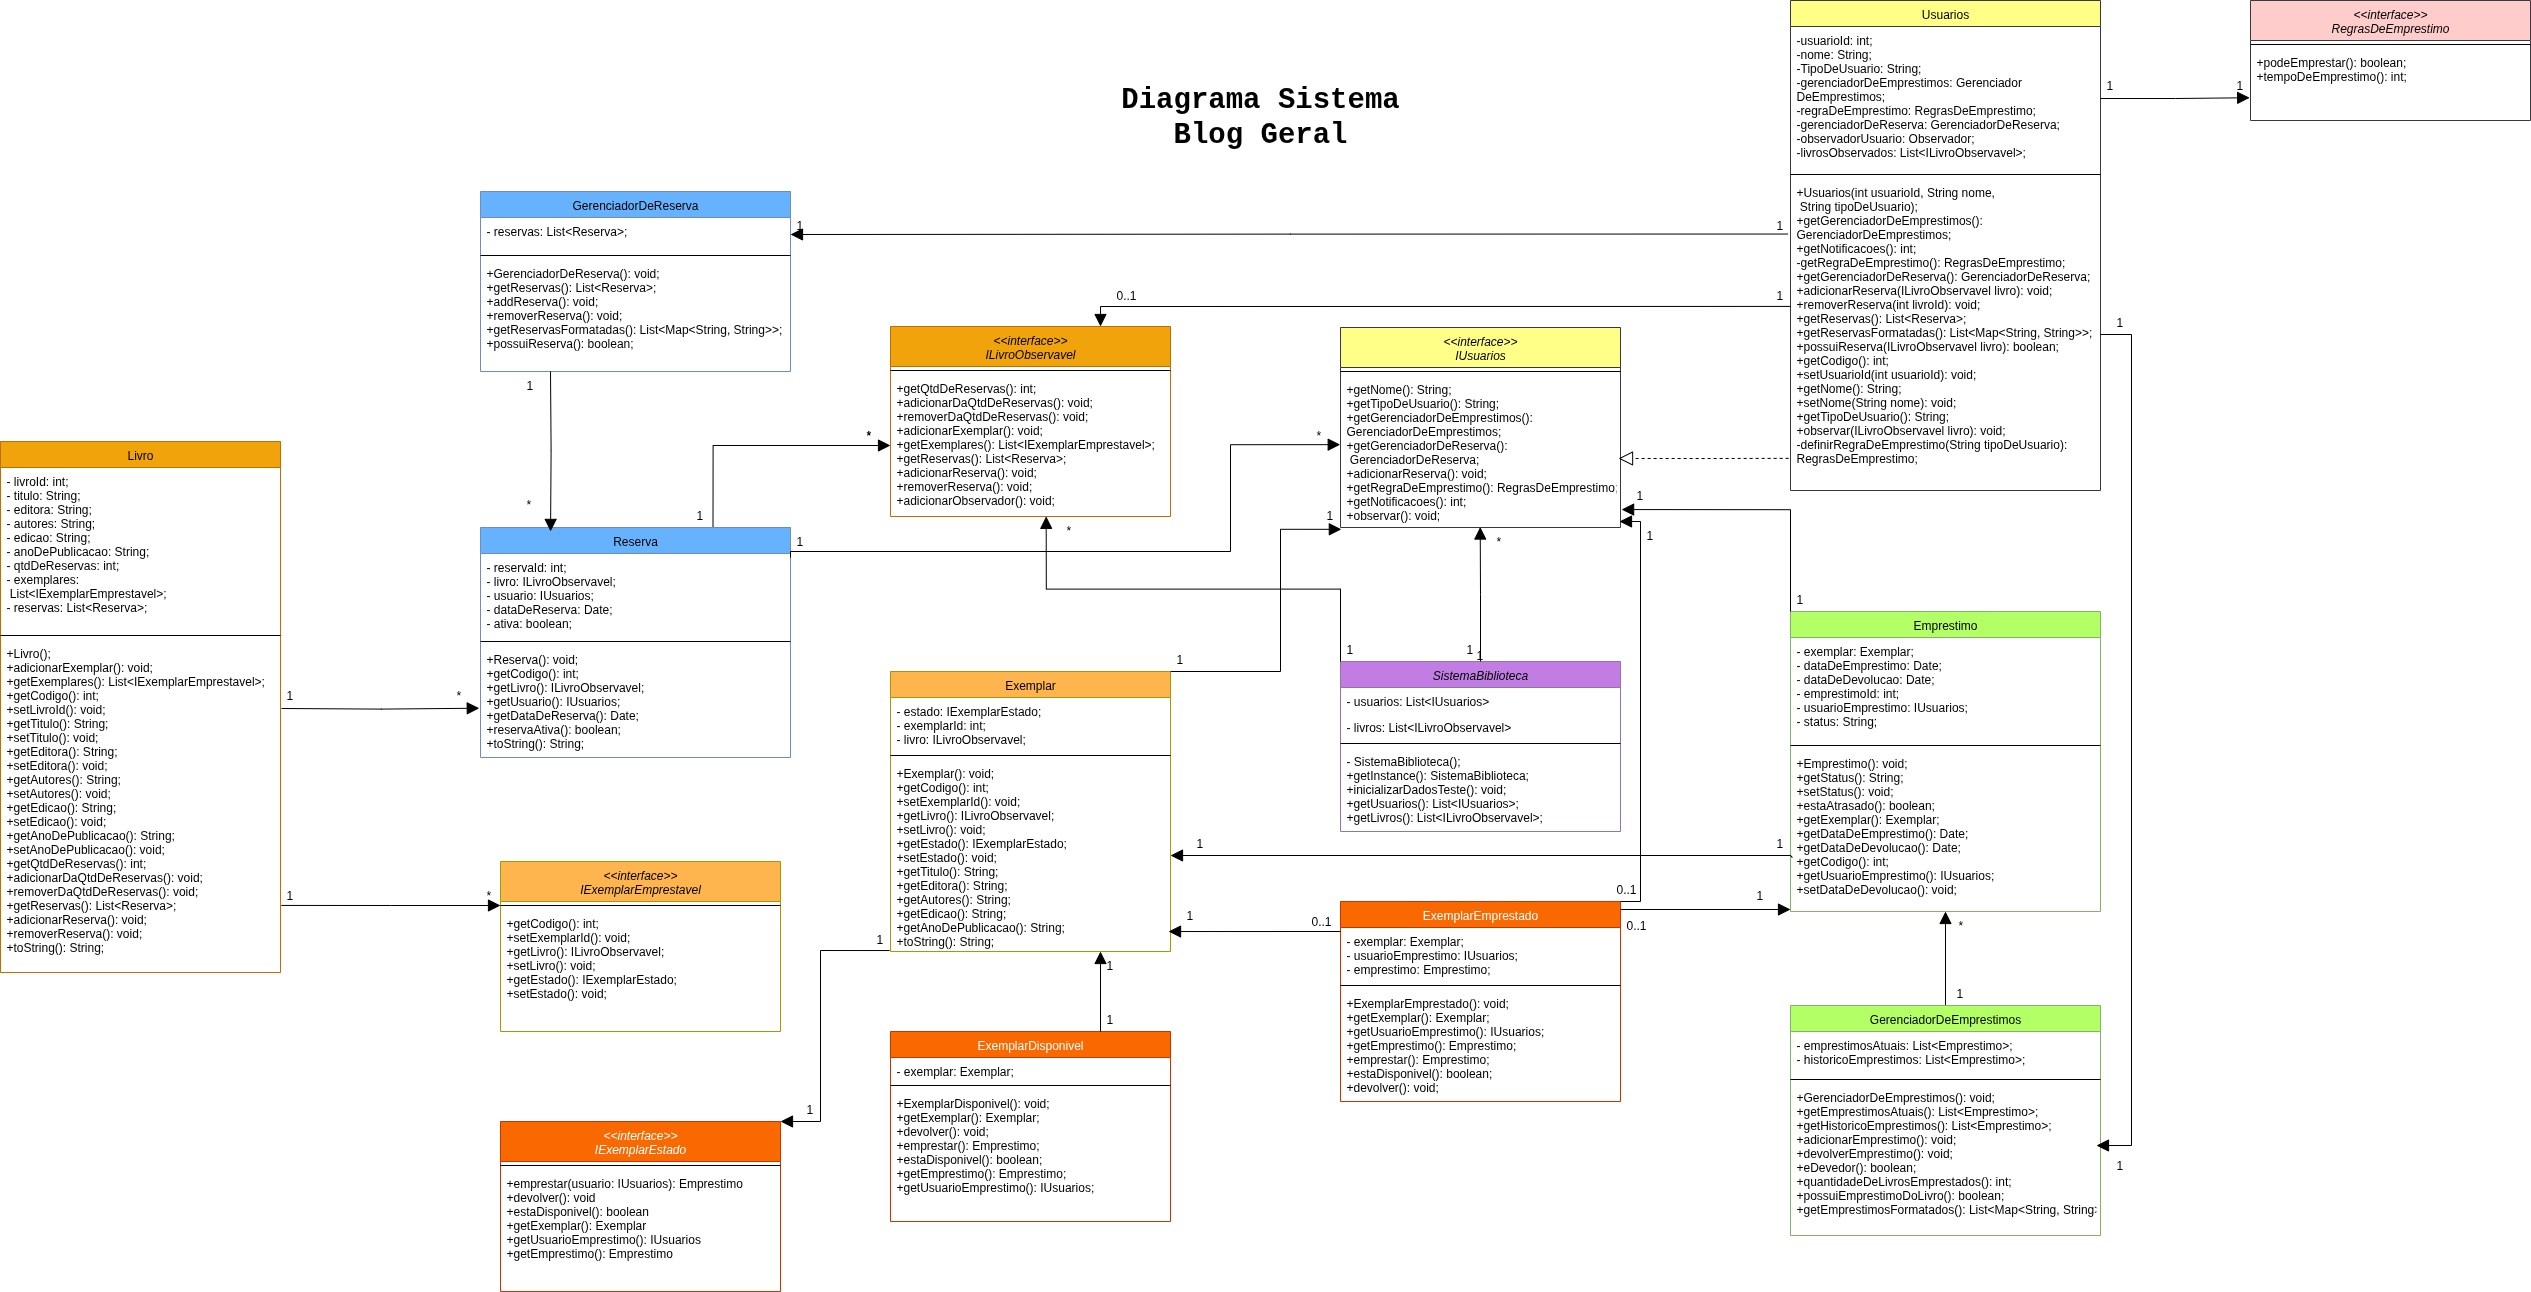 Diagrama Sistema
Blog Geral
Usuarios
-usuarioId: int;
-nome: String;
-TipoDeUsuario: String;
-gerenciadorDeEmprestimos: Gerenciador
DeEmprestimos;
-regraDeEmprestimo: RegrasDeEmprestimo;
-gerenciadorDeReserva: GerenciadorDeReserva;
-observadorUsuario: Observador;
-livrosObservados: List<ILivroObservavel>;
+Usuarios(int usuarioId, String nome,
String tipoDeUsuario);
+getGerenciadorDeEmprestimos():
GerenciadorDeEmprestimos;
+getNotificacoes(): int;
-getRegraDeEmprestimo(): RegrasDeEmprestimo;
+getGerenciadorDeReserva: GerenciadorDeReserva;
+adicionarReserva(ILivroObservavel livro): void;
+removerReserva(int livroId): void;
+getReservas(): List<Reserva>;
+getReservasFormatadas(): List<Map<String, String>>;
+possuiReserva(ILivroObservavel livro): boolean;
+getCodigo(): int;
+setUsuarioId(int usuarioId): void;
+getNome(): String;
+setNome(String nome): void;
+getTipoDeUsuario(): String;
+observar(ILivroObservavel livro): void;
-definirRegraDeEmprestimo(String tipoDeUsuario):
RegrasDeEmprestimo;
1
1
<<interface>>
RegrasDeEmprestimo
+podeEmprestar(): boolean;
+tempoDeEmprestimo(): int;
GerenciadorDeReserva
- reservas: List<Reserva>;
+GerenciadorDeReserva(): void;
+getReservas(): List<Reserva>;
+addReserva(): void;
+removerReserva(): void;
+getReservasFormatadas(): List<Map<String, String>>;
+possuiReserva(): boolean;
1
1
0..1
1
1
1
*
<<interface>>
ILivroObservavel
+getQtdDeReservas(): int;
+adicionarDaQtdDeReservas(): void;
+removerDaQtdDeReservas(): void;
+adicionarExemplar(): void;
+getExemplares(): List<IExemplarEmprestavel>;
+getReservas(): List<Reserva>;
+adicionarReserva(): void;
+removerReserva(): void;
+adicionarObservador(): void;
*
1
*
<<interface>>
IUsuarios
+getNome(): String;
+getTipoDeUsuario(): String;
+getGerenciadorDeEmprestimos():
GerenciadorDeEmprestimos;
+getGerenciadorDeReserva():
GerenciadorDeReserva;
+adicionarReserva(): void;
+getRegraDeEmprestimo(): RegrasDeEmprestimo;
+getNotificacoes(): int;
+observar(): void;
*
1
1
1
1
*
Livro
- livroId: int;
- titulo: String;
- editora: String;
- autores: String;
- edicao: String;
- anoDePublicacao: String;
- qtdDeReservas: int;
- exemplares:
List<IExemplarEmprestavel>;
- reservas: List<Reserva>;
+Livro();
+adicionarExemplar(): void;
+getExemplares(): List<IExemplarEmprestavel>;
+getCodigo(): int;
+setLivroId(): void;
+getTitulo(): String;
+setTitulo(): void;
+getEditora(): String;
+setEditora(): void;
+getAutores(): String;
+setAutores(): void;
+getEdicao(): String;
+setEdicao(): void;
+getAnoDePublicacao(): String;
+setAnoDePublicacao(): void;
+getQtdDeReservas(): int;
+adicionarDaQtdDeReservas(): void;
+removerDaQtdDeReservas(): void;
+getReservas(): List<Reserva>;
+adicionarReserva(): void;
+removerReserva(): void;
+toString(): String;
1
*
1
*
Reserva
- reservaId: int;
- livro: ILivroObservavel;
- usuario: IUsuarios;
- dataDeReserva: Date;
- ativa: boolean;
+Reserva(): void;
+getCodigo(): int;
+getLivro(): ILivroObservavel;
+getUsuario(): IUsuarios;
+getDataDeReserva(): Date;
+reservaAtiva(): boolean;
+toString(): String;
Exemplar
- estado: IExemplarEstado;
- exemplarId: int;
- livro: ILivroObservavel;
+Exemplar(): void;
+getCodigo(): int;
+setExemplarId(): void;
+getLivro(): ILivroObservavel;
+setLivro(): void;
+getEstado(): IExemplarEstado;
+setEstado(): void;
+getTitulo(): String;
+getEditora(): String;
+getAutores(): String;
+getEdicao(): String;
+getAnoDePublicacao(): String;
+toString(): String;
1
1
1
1
SistemaBiblioteca
- usuarios: List<IUsuarios>
- livros: List<ILivroObservavel>
- SistemaBiblioteca();
+getInstance(): SistemaBiblioteca;
+inicializarDadosTeste(): void;
+getUsuarios(): List<IUsuarios>;
+getLivros(): List<ILivroObservavel>;
1
Emprestimo
- exemplar: Exemplar;
- dataDeEmprestimo: Date;
- dataDeDevolucao: Date;
- emprestimoId: int;
- usuarioEmprestimo: IUsuarios;
- status: String;
+Emprestimo(): void;
+getStatus(): String;
+setStatus(): void;
+estaAtrasado(): boolean;
+getExemplar(): Exemplar;
+getDataDeEmprestimo(): Date;
+getDataDeDevolucao(): Date;
+getCodigo(): int;
+getUsuarioEmprestimo(): IUsuarios;
+setDataDeDevolucao(): void;
1
1
<<interface>>
IExemplarEmprestavel
+getCodigo(): int;
+setExemplarId(): void;
+getLivro(): ILivroObservavel;
+setLivro(): void;
+getEstado(): IExemplarEstado;
+setEstado(): void;
1
1
0..1
0..1
1
0..1
ExemplarEmprestado
- exemplar: Exemplar;
- usuarioEmprestimo: IUsuarios;
- emprestimo: Emprestimo;
+ExemplarEmprestado(): void;
+getExemplar(): Exemplar;
+getUsuarioEmprestimo(): IUsuarios;
+getEmprestimo(): Emprestimo;
+emprestar(): Emprestimo;
+estaDisponivel(): boolean;
+devolver(): void;
1
1
ExemplarDisponivel
- exemplar: Exemplar;
+ExemplarDisponivel(): void;
+getExemplar(): Exemplar;
+devolver(): void;
+emprestar(): Emprestimo;
+estaDisponivel(): boolean;
+getEmprestimo(): Emprestimo;
+getUsuarioEmprestimo(): IUsuarios;
*
1
GerenciadorDeEmprestimos
- emprestimosAtuais: List<Emprestimo>;
- historicoEmprestimos: List<Emprestimo>;
+GerenciadorDeEmprestimos(): void;
+getEmprestimosAtuais(): List<Emprestimo>;
+getHistoricoEmprestimos(): List<Emprestimo>;
+adicionarEmprestimo(): void;
+devolverEmprestimo(): void;
+eDevedor(): boolean;
+quantidadeDeLivrosEmprestados(): int;
+possuiEmprestimoDoLivro(): boolean;
+getEmprestimosFormatados(): List<Map<String, String>
1
1
<<interface>>
IExemplarEstado
+emprestar(usuario: IUsuarios): Emprestimo
+devolver(): void
+estaDisponivel(): boolean
+getExemplar(): Exemplar
+getUsuarioEmprestimo(): IUsuarios
+getEmprestimo(): Emprestimo